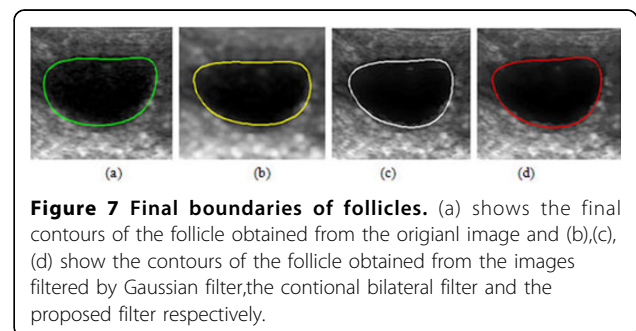 (a) (b) (c) (d)
Figure 7 Final boundaries of follicles. (a) shows the final
contours of the follicle obtained from the origianl image and (b),(c),
(d) show the contours of the follicle obtained from the images
filtered by Gaussian filter,the contional bilateral filter and the
proposed filter respectively.